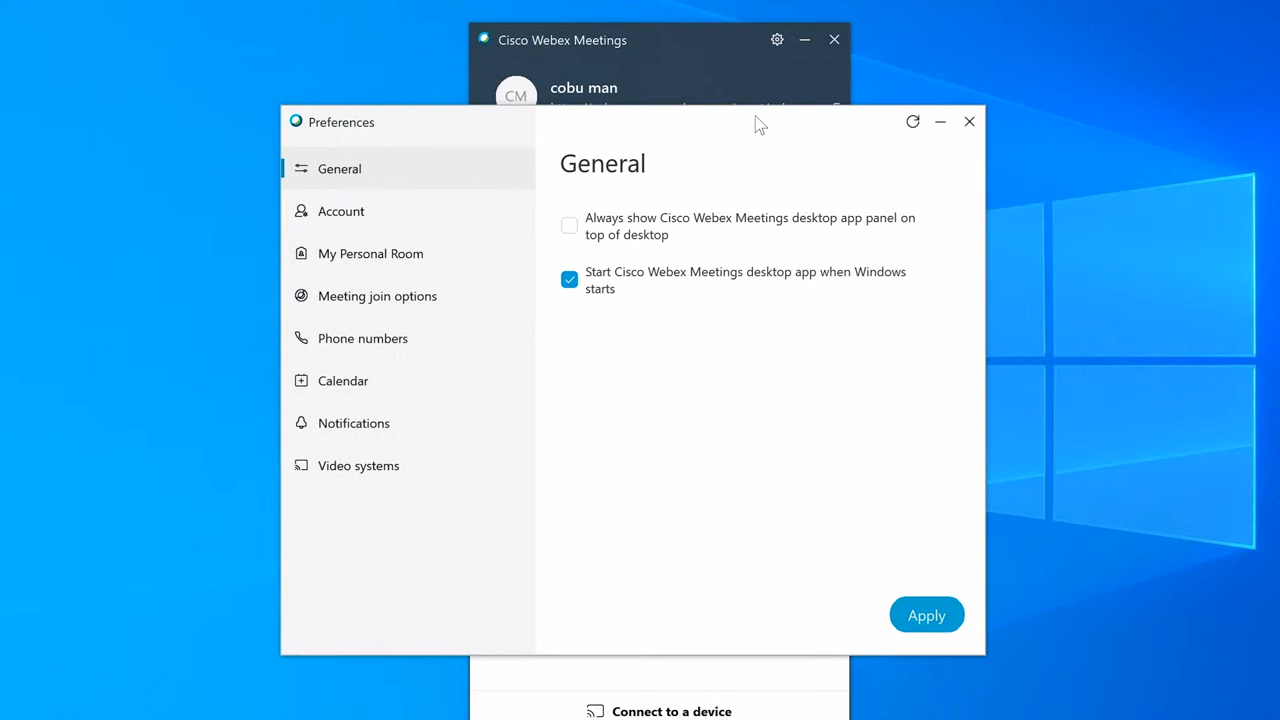 Cisco Webex Meetings
CM
cobu man
Preferences
General
Account
My Personal Room
Meeting join options
Phone numbers
Calendar
Notifications
Video systems
General
Always show Cisco Webex Meetings desktop app panel on
top of desktop
Start Cisco Webex Meetings desktop app when Windows
starts
Apply
Connect to a device